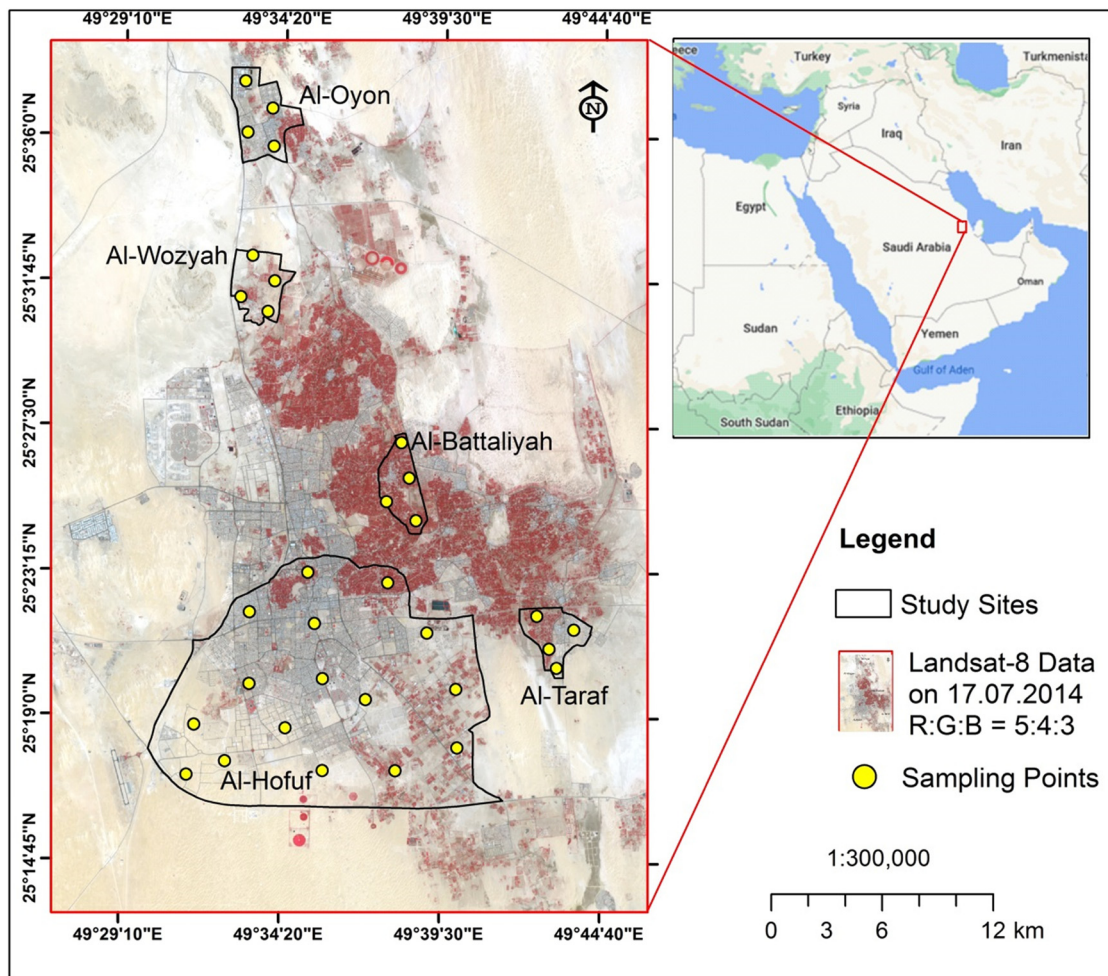 49°29'10"E 49°34'20"E 49°39'30"E 49°44'40"E
25°36'0"N
25°31'45"N
25°27'30"N
25°23'15"N
25°19'0"N
25°14'45"N
Al-Oyon
N
Al-Wozyah
Al-Battaliyah
Al-Taraf
Al-Hofuf
49°29'10"E 49°34'20"E 49°39'30"E 49°44'40"E
eece
Turkey
Turkmenista
Syria
Iraq
Iran
Egypt
Saudi Arabia
Oman
Sudan
Yemen
Gulf of Aden
Ethiopia
South Sudan
Legend
Study Sites
Landsat-8 Data
on 17.07.2014
R:G:B = 5:4:3
Sampling Points
1:300,000
0 3 6 12 km